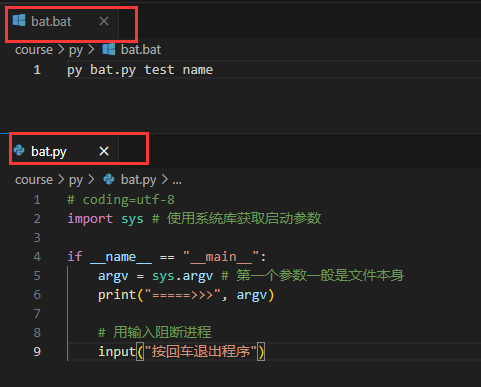 bat.bat ×
course > py > bat.bat
1 py bat.py test name
bat.py ×
course > py > bat.py > ...
1 # coding=utf-8
2 import sys # 使用系统库获取启动参数
3
4 if __name__ == "__main__":
5 argv = sys.argv # 第一个参数一般是文件本身
6 print("=====>>>", argv)
7
8 # 用输入阻断进程
9 input("按回车退出程序")